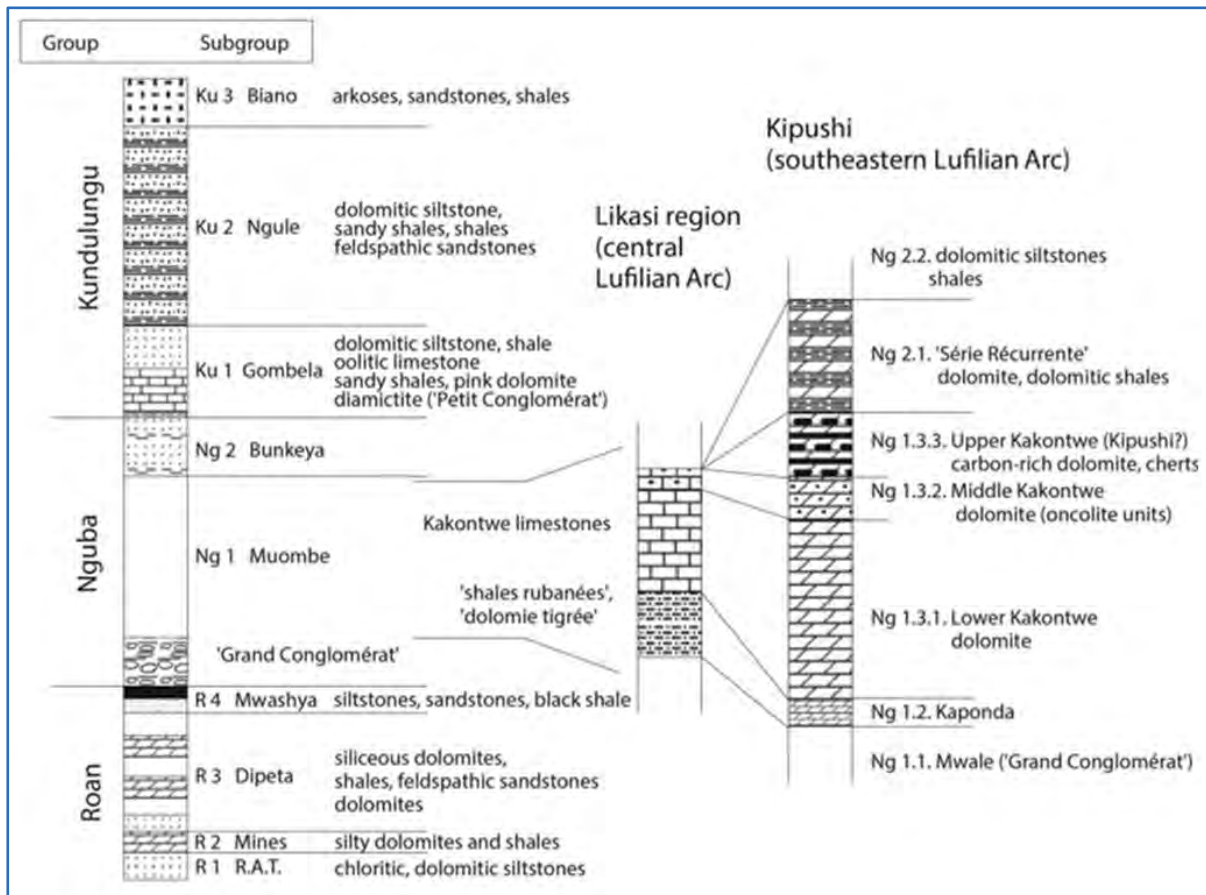 Group Subgroup
Kundulungu
Ku 3 Biano arkoses, sandstones, shales
Ku 2 Ngule dolomitic siltstone,
sandy shales, shales
feldspathic sandstones
Ku 1 Gombela dolomitic siltstone, shale
oolitic limestone
sandy shales, pink dolomite
diamictite ('Petit Conglomérat')
Nguba
Ng 2 Bunkeya
Ng 1 Muombe
'Grand Conglomérat'
Roan
R 4 Mwashya siltstones, sandstones, black shale
R 3 Dipeta siliceous dolomites,
shales, feldspathic sandstones
dolomites
R 2 Mines silty dolomites and shales
R 1 R.A.T. chloritic, dolomitic siltstones
Likasi region
(central
Lufilian Arc)
Kakontwe limestones
'shales rubanées',
'dolomie tigrée'
Kipushi
(southeastern Lufilian Arc)
Ng 2.2. dolomitic siltstones
shales
Ng 2.1. 'Série Récurrente'
dolomite, dolomitic shales
Ng 1.3.3. Upper Kakontwe (Kipushi?)
carbon-rich dolomite, cherts
Ng 1.3.2. Middle Kakontwe
dolomite (oncolite units)
Ng 1.3.1. Lower Kakontwe
dolomite
Ng 1.2. Kaponda
Ng 1.1. Mwale ('Grand Conglomérat')